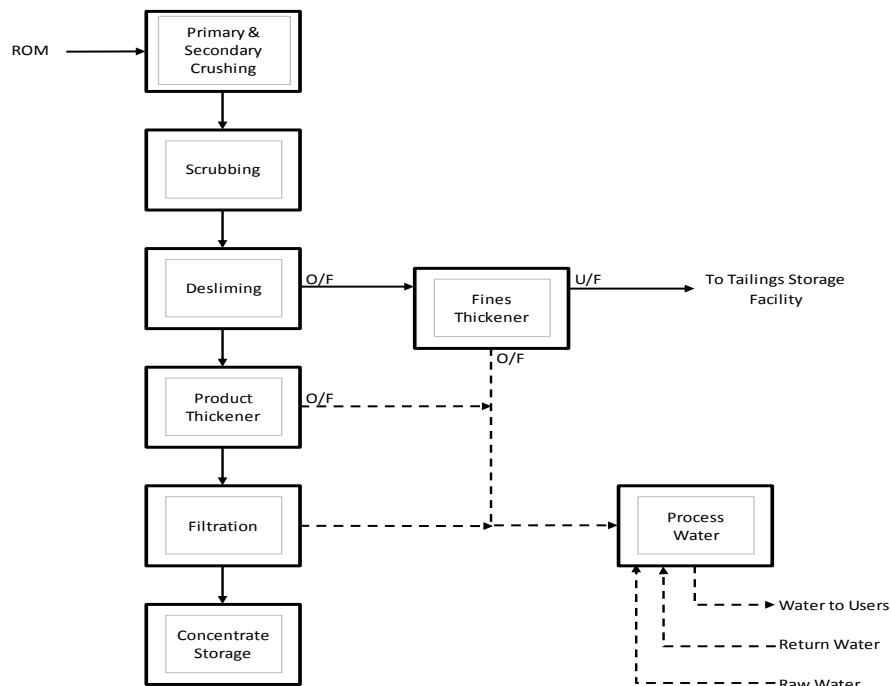 ROM
Primary &
Secondary
Crushing
Scrubbing
Desliming
O/F
Fines
Thickener
U/F
To Tailings Storage
Facility
O/F
Product
Thickener
O/F
Filtration
Process
Water
Concentrate
Storage
Water to Users
Return Water
Raw Water